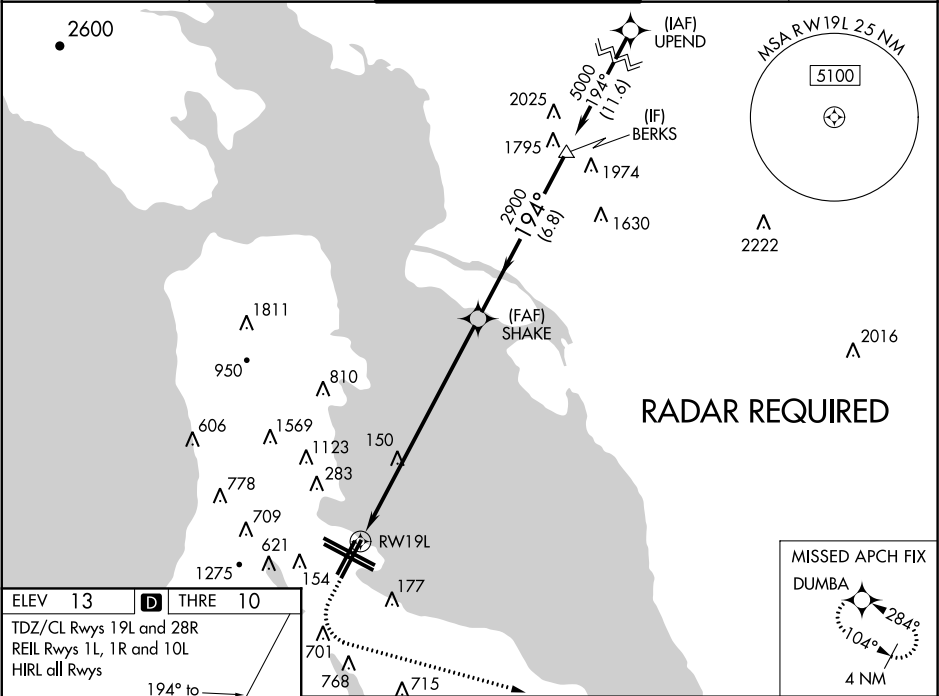 2600
(IAF)
UPEND
MSA RW19L 25 NM
5100
5000
194°
(11.6)
2025
(IF)
BERKS
1795
1974
2900
194°
(6.8)
1630
2222
(FAF)
SHAKE
1811
2016
950
810
RADAR REQUIRED
606
1569
150
1123
283
778
709
RW19L
621
1275
154
177
MISSED APCH FIX
DUMBA
284°
104°
4 NM
ELEV 13 D THRE 10
TDZ/CL Rwys 19L and 28R
REIL Rwys 1L, 1R and 10L
HIRL all Rwys
194° to
701
768
715